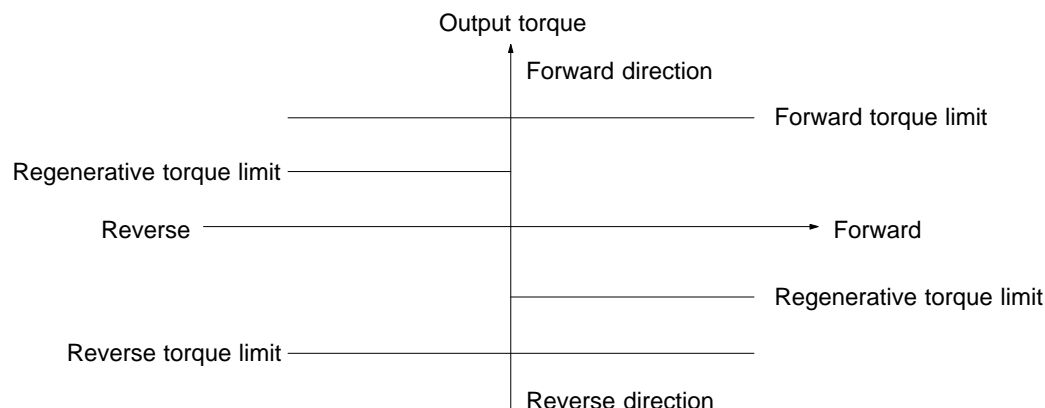 Output torque
Forward direction
Forward torque limit
Regenerative torque limit
Reverse
Forward
Regenerative torque limit
Reverse torque limit
Reverse direction